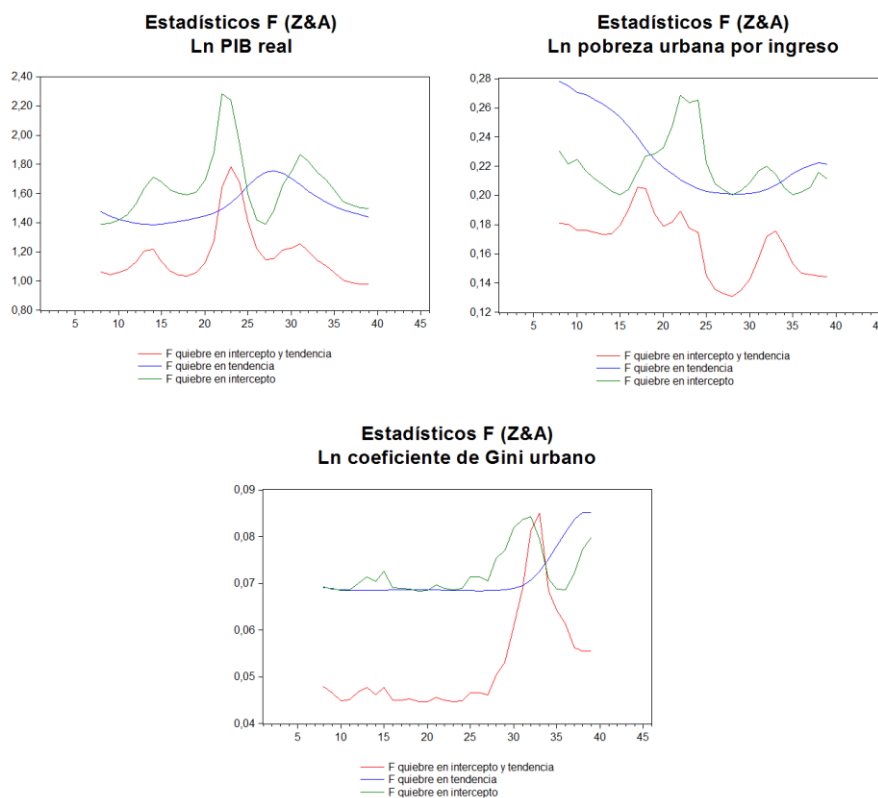 Estadísticos F (Z&A)
Ln PIB real
2,40
2,20
2,00
1,80
1,60
1,40
1,20
1,00
0,80
5 10 15 20 25 30 35 40 45
F quiebre en intercepto y tendencia
F quiebre en tendencia
F quiebre en intercepto
Estadísticos F (Z&A)
Ln pobreza urbana por ingreso
0,28
0,26
0,24
0,22
0,20
0,18
0,16
0,14
0,12
5 10 15 20 25 30 35 40 45
F quiebre en intercepto y tendencia
F quiebre en tendencia
F quiebre en intercepto
Estadísticos F (Z&A)
Ln coeficiente de Gini urbano
0,09
0,08
0,07
0,06
0,05
0,04
5 10 15 20 25 30 35 40 45
F quiebre en intercepto y tendencia
F quiebre en tendencia
F quiebre en intercepto